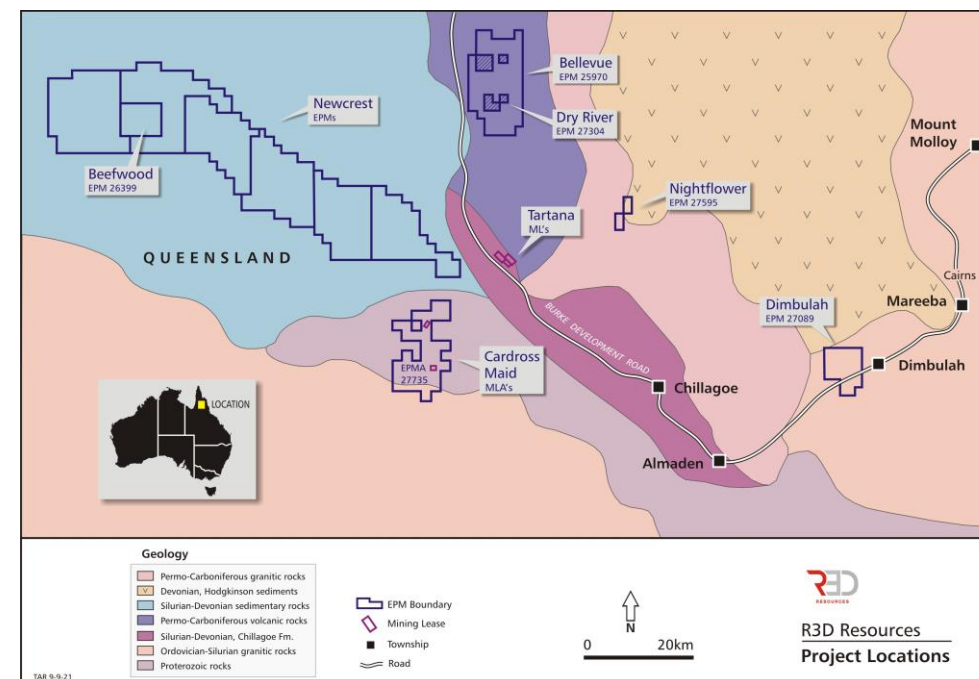 Bellevue
EPM 25970
Dry River
EPM 27304
Newcrest
EPMs
Beefwood
EPM 26399
Mount
Molloy
Nightflower
EPM 27595
Tartana
ML's
QUEENSLAND
Cairns
Mareeba
Dimbulah
EPM 27089
BURKE DEVELOPMENT ROAD
EPMA
27735
Cardross
Maid
MLA's
Dimbulah
Chillagoe
LOCATION
Almaden
Geology
Permo-Carboniferous granitic rocks
Devonian, Hodgkinson sediments
Silurian-Devonian sedimentary rocks
Permo-Carboniferous volcanic rocks
Silurian-Devonian, Chillagoe Fm.
Ordovician-Silurian granitic rocks
Proterozoic rocks
EPM Boundary
Mining Lease
Township
Road
N
0 20km
R3D
RESOURCES
R3D Resources
Project Locations
TAR 9-9-21